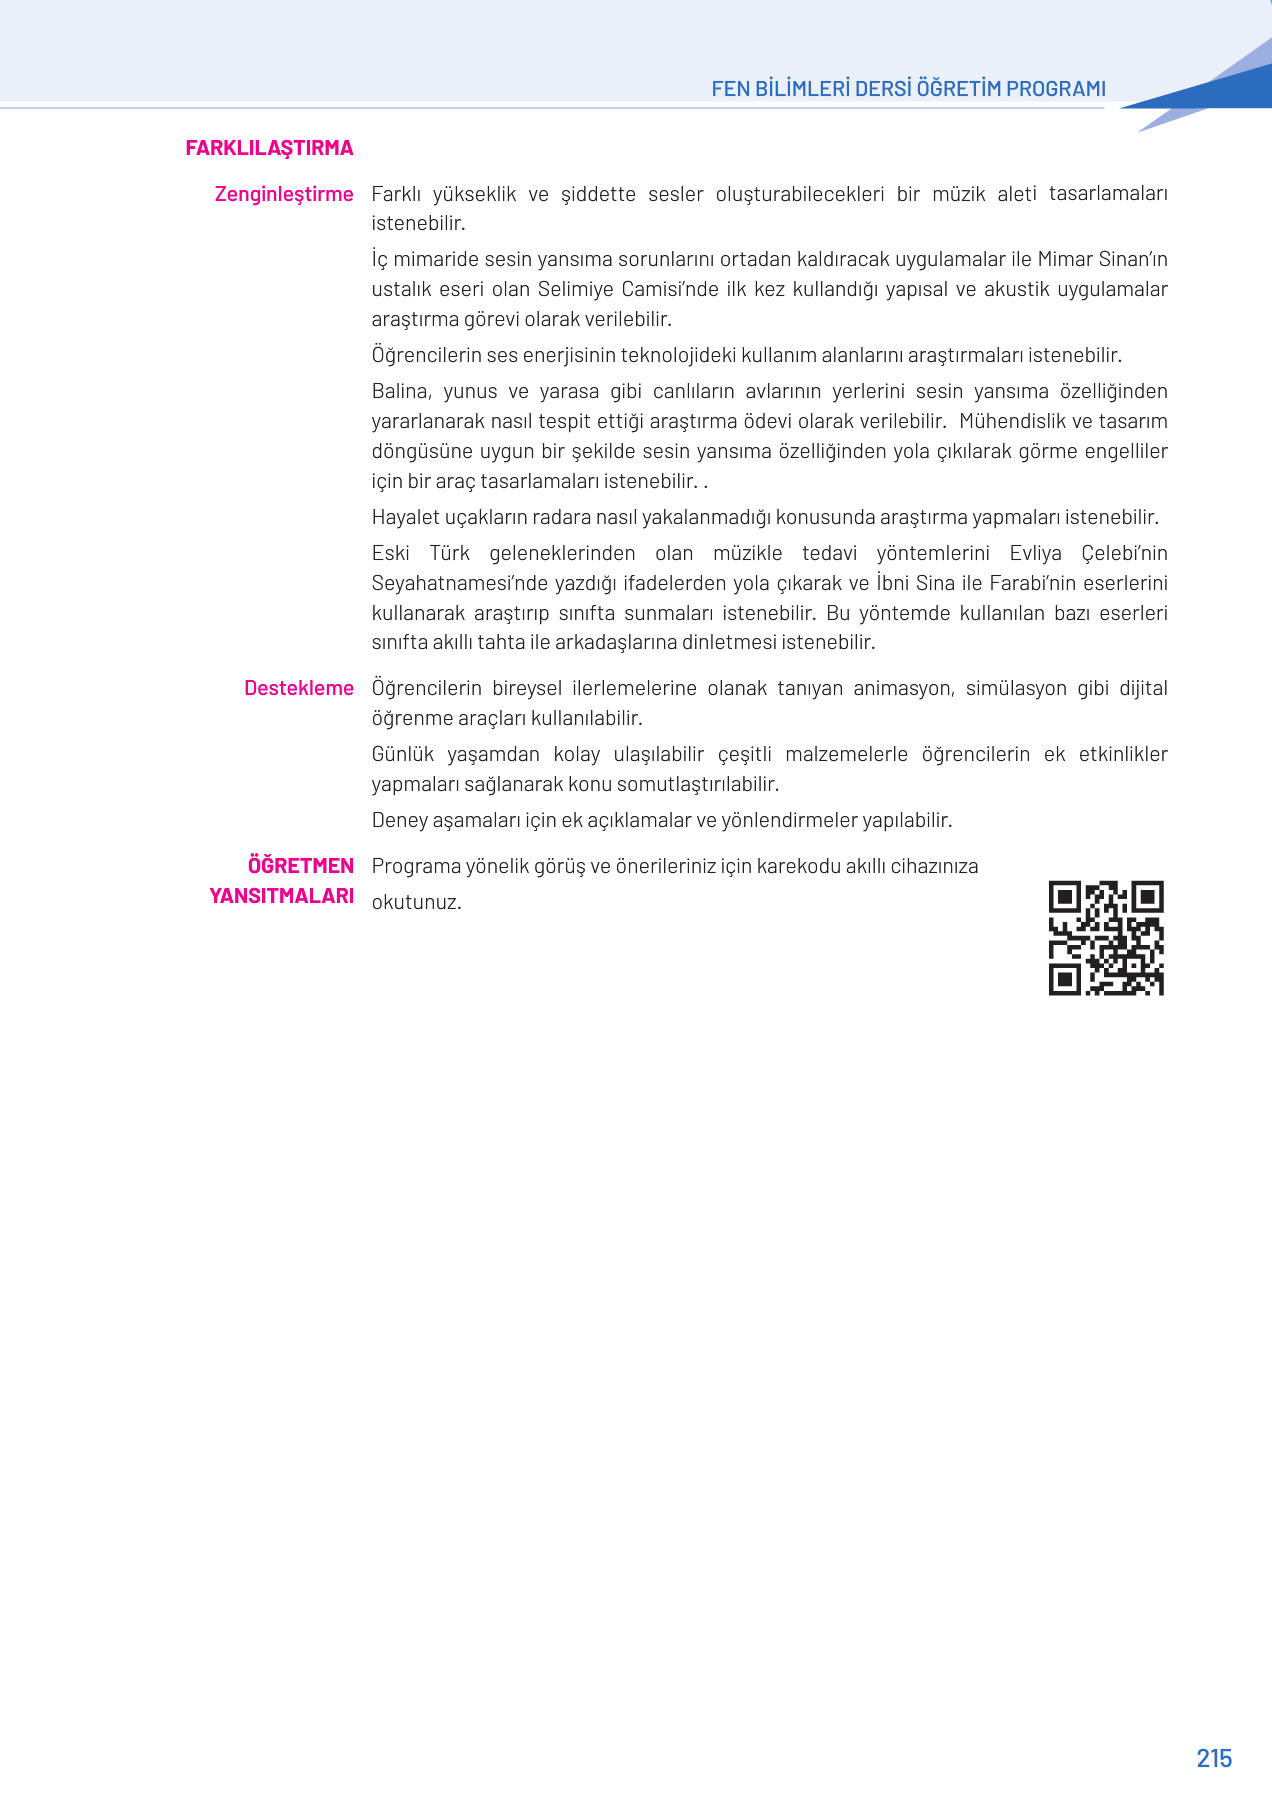 FEN BİLİMLERİ DERSİ ÖĞRETİM PROGRAMI
FARKLILAŞTIRMA
Zenginleştirme Farklı yükseklik ve şiddette sesler oluşturabilecekleri bir müzik aleti tasarlamaları
istenebilir.
İç mimaride sesin yansıma sorunlarını ortadan kaldıracak uygulamalar ile Mimar Sinan’ın
ustalık eseri olan Selimiye Camisi’nde ilk kez kullandığı yapısal ve akustik uygulamalar
araştırma görevi olarak verilebilir.
Öğrencilerin ses enerjisinin teknolojideki kullanım alanlarını araştırmaları istenebilir.
Balina, yunus ve yarasa gibi canlıların avlarının yerlerini sesin yansıma özelliğinden
yararlanarak nasıl tespit ettiği araştırma ödevi olarak verilebilir.  Mühendislik ve tasarım
döngüsüne uygun bir şekilde sesin yansıma özelliğinden yola çıkılarak görme engelliler
için bir araç tasarlamaları istenebilir. .
Hayalet uçakların radara nasıl yakalanmadığı konusunda araştırma yapmaları istenebilir.
Eski Türk geleneklerinden olan müzikle tedavi yöntemlerini Evliya Çelebi’nin
Seyahatnamesi’nde yazdığı ifadelerden yola çıkarak ve İbni Sina ile Farabi’nin eserlerini
kullanarak araştırıp sınıfta sunmaları istenebilir. Bu yöntemde kullanılan bazı eserleri
sınıfta akıllı tahta ile arkadaşlarına dinletmesi istenebilir.
Destekleme Öğrencilerin bireysel ilerlemelerine olanak tanıyan animasyon, simülasyon gibi dijital
öğrenme araçları kullanılabilir.
Günlük yaşamdan kolay ulaşılabilir çeşitli malzemelerle öğrencilerin ek etkinlikler
yapmaları sağlanarak konu somutlaştırılabilir.
Deney aşamaları için ek açıklamalar ve yönlendirmeler yapılabilir.
ÖĞRETMEN Programa yönelik görüş ve önerileriniz için karekodu akıllı cihazınıza
YANSITMALARI okutunuz.
215